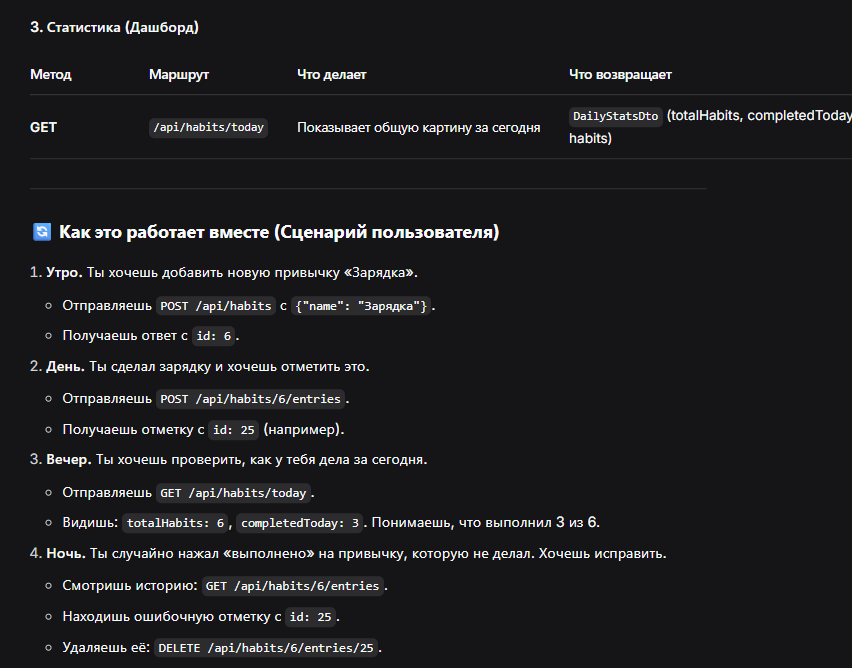 3. Статистика (Дашборд)
Метод Маршрут Что делает Что возвращает
GET /api/habits/today Показывает общую картину за сегодня DailyStatsDto (totalHabits, completedToday
habits)
Как это работает вместе (Сценарий пользователя)
1. Утро. Ты хочешь добавить новую привычку «Зарядка».
Отправляешь POST /api/habits с {"name": "Зарядка"}.
Получаешь ответ с id: 6.
2. День. Ты сделал зарядку и хочешь отметить это.
Отправляешь POST /api/habits/6/entries.
Получаешь отметку с id: 25 (например).
3. Вечер. Ты хочешь проверить, как у тебя дела за сегодня.
Отправляешь GET /api/habits/today.
Видишь: totalHabits: 6, completedToday: 3. Понимаешь, что выполнил 3 из 6.
4. Ночь. Ты случайно нажал «выполнено» на привычку, которую не делал. Хочешь исправить.
Смотришь историю: GET /api/habits/6/entries.
Находишь ошибочную отметку с id: 25.
Удаляешь её: DELETE /api/habits/6/entries/25.